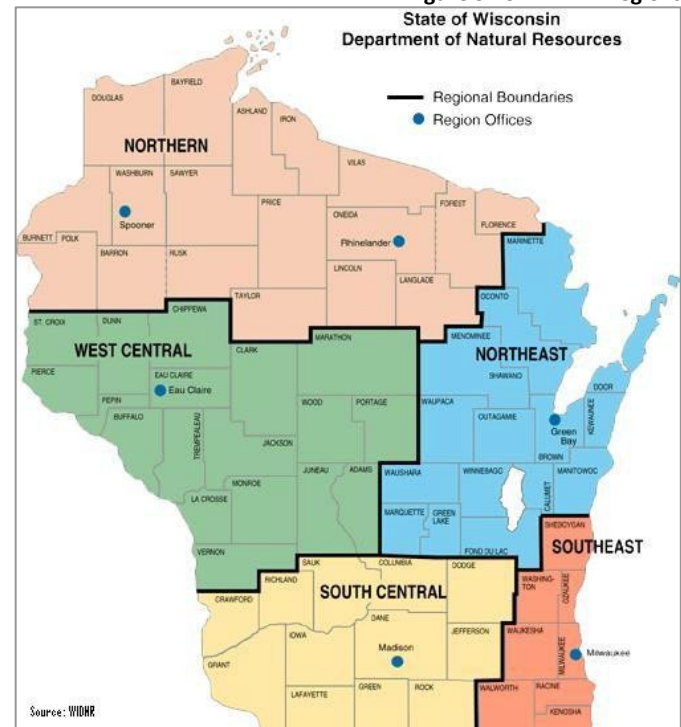 State of Wisconsin
Department of Natural Resources
Regional Boundaries
Region Offices
BAYFIELD
DOUGLAS
ASHLAND
IRON
NORTHERN
VILAS
WASHBURN
SAWYER
PRICE
FOREST
ONEIDA
FLORENCE
Spooner
BURNETT
POLK
Rhinelander
MARINETTE
BARRON
RUSK
LINCOLN
LANGLADE
TAYLOR
OCONTO
CHIPPEWA
ST. CROIX
DUNN
MARATHON
MENOMINEE
WEST CENTRAL
CLARK
NORTHEAST
PIERCE
EAU CLAIRE
SHAWANO
Eau Claire
DOOR
PEPIN
WOOD
PORTAGE
WAUPACA
KEWAUNEE
BUFFALO
TREMPEALEAU
OUTAGAMIE
Green
Bay
JACKSON
BROWN
JUNEAU
ADAMS
WAUSHARA
WINNEBAGO
MANITOWOC
MONROE
CALUMET
LA CROSSE
MARQUETTE
GREEN
LAKE
SHEBOYGAN
VERNON
FOND DU LAC
SOUTHEAST
SAUK
COLUMBIA
DODGE
RICHLAND
WASHING-
TON
OZAUKEE
SOUTH CENTRAL
CRAWFORD
DANE
IOWA
JEFFERSON
WAUKESHA
MILWAUKEE
Milwaukee
Madison
GRANT
GREEN
ROCK
WALWORTH
RACINE
LAFAYETTE
KENOSHA
Source: WIDNR